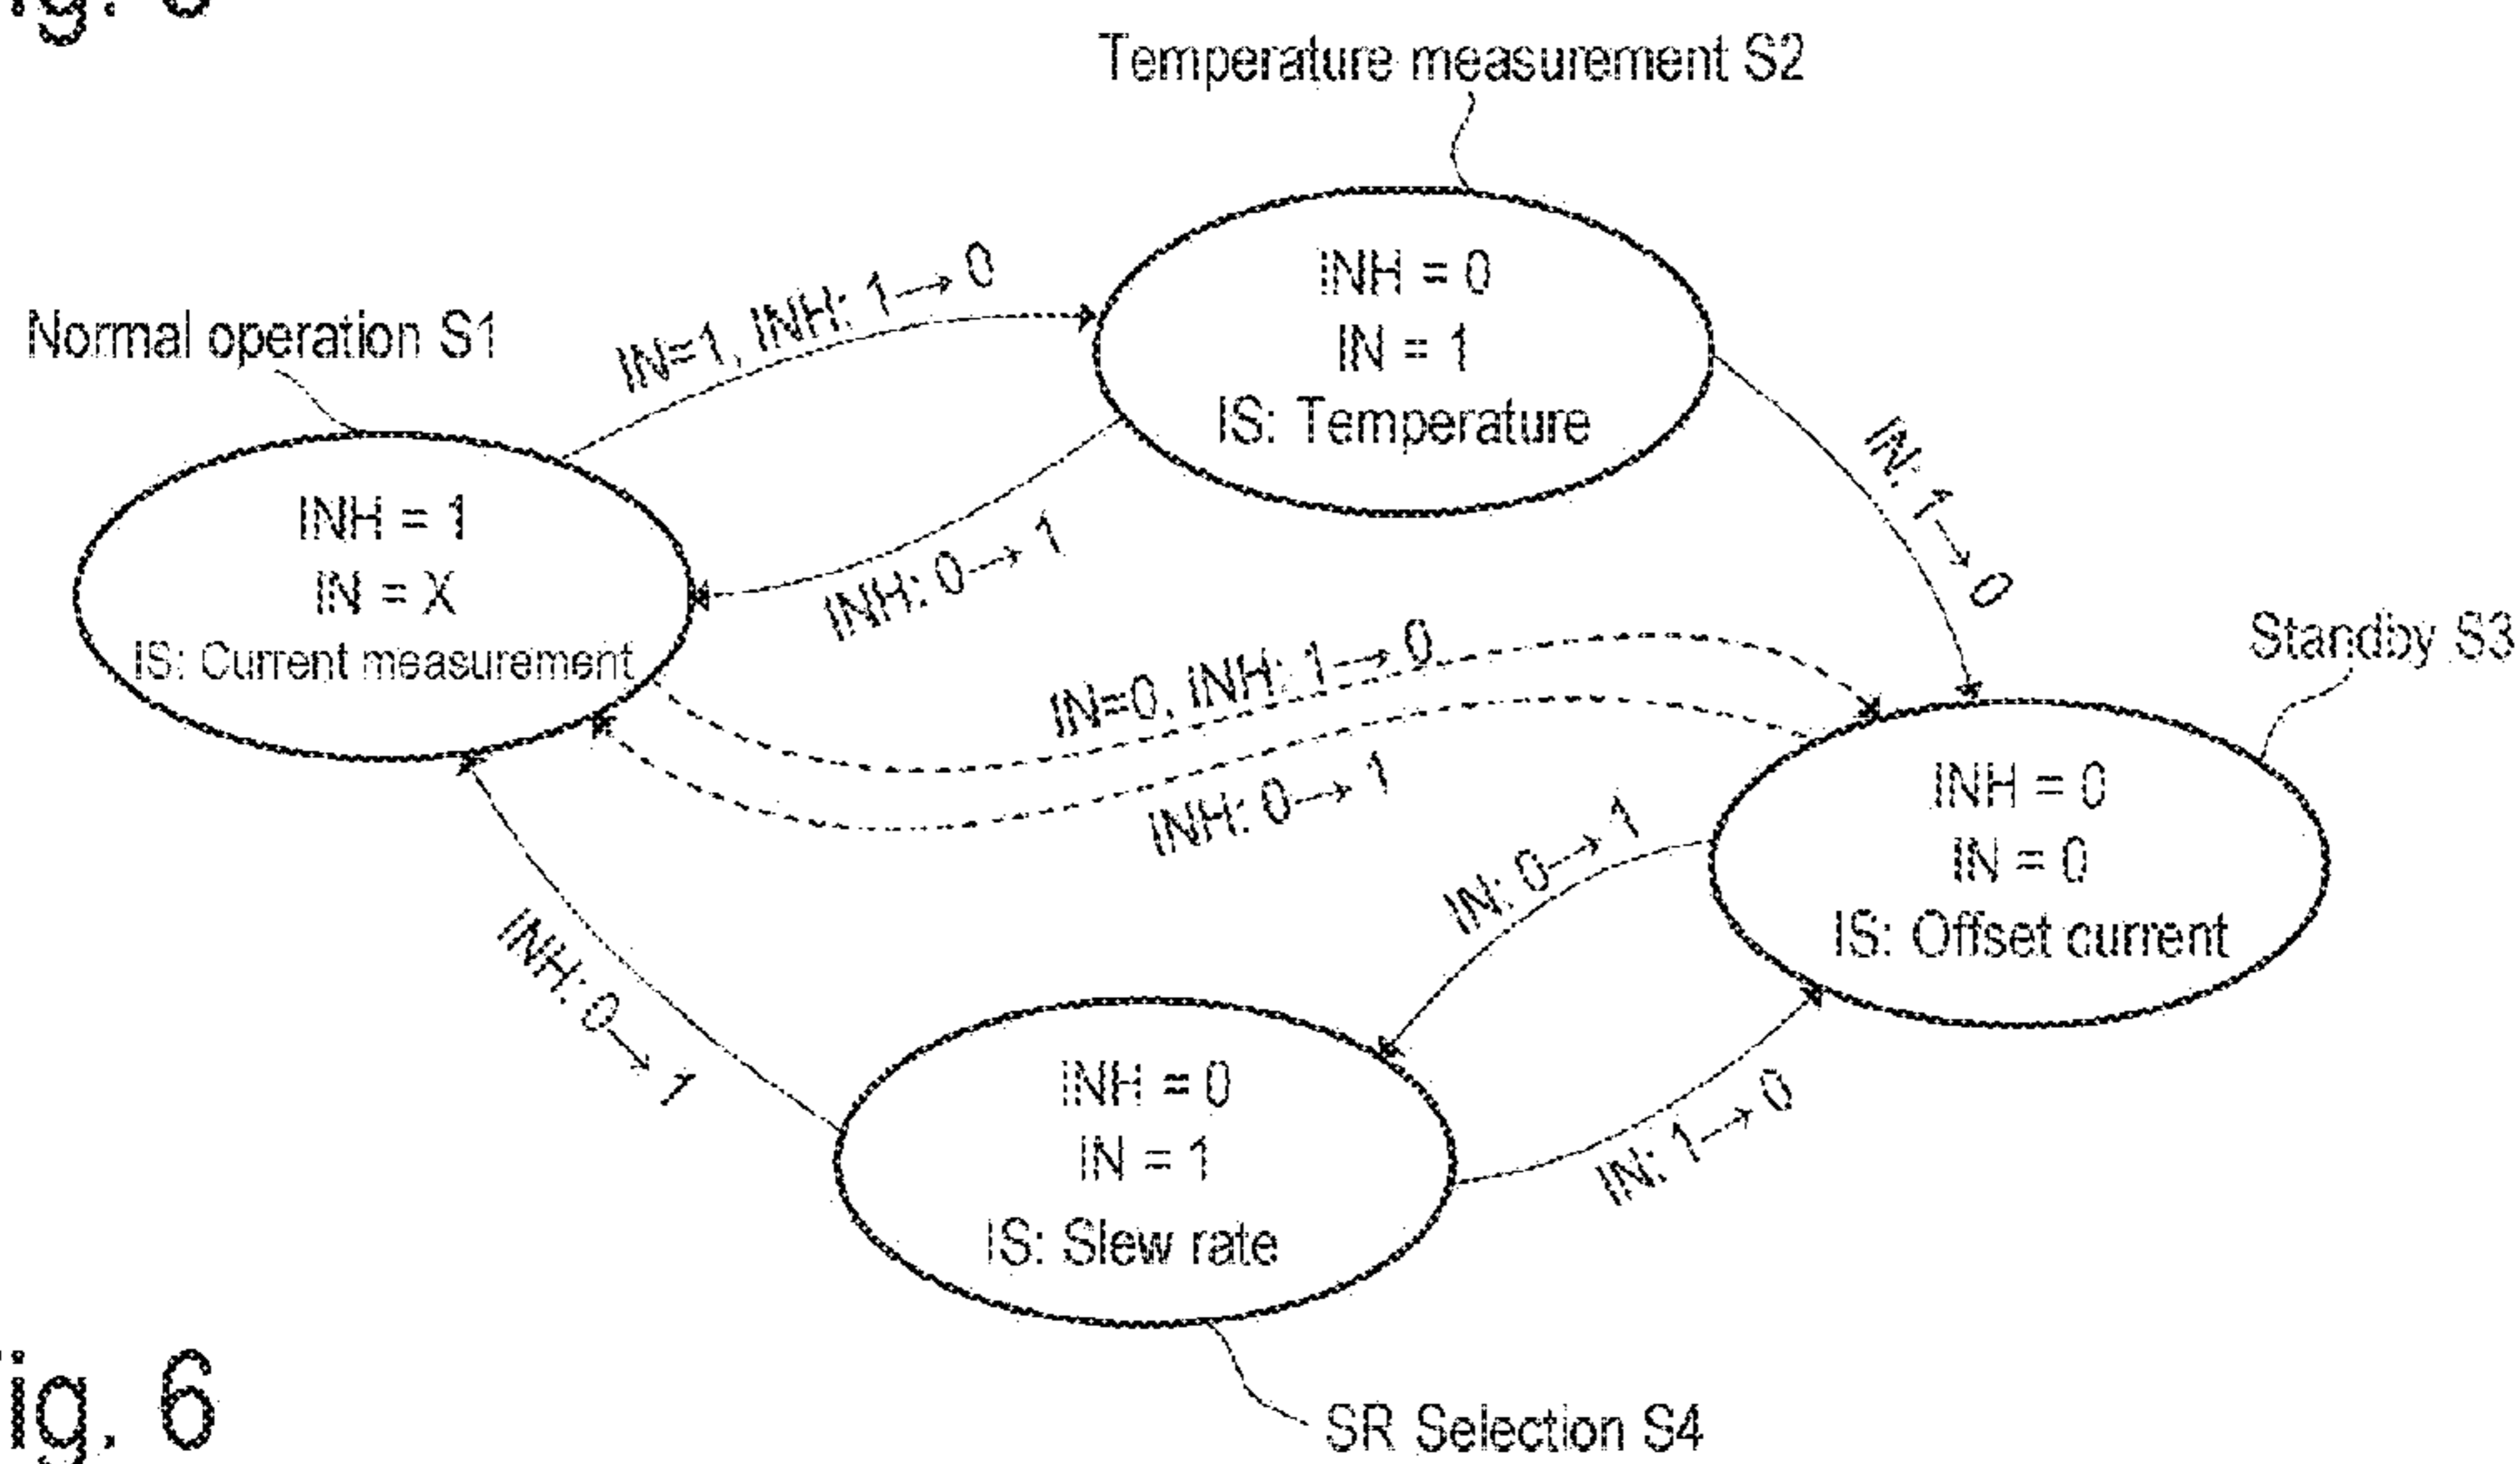 Temperature measurement S2
INH = 0
IN = 1
IS: Temperature
IN=1, INH: 1→0
Normal operation S1
INH = 1
IN = X
IS: Current measurement
INH: 0→1
IN: 1→0
Standby S3
IN=0, INH: 1→0
INH: 0→1
INH = 0
IN = 0
IS: Offset current
IN: 0→1
INH: 0→1
INH = 0
IN = 1
IS: Slew rate
IN: 1→0
SR Selection S4
ig. 6